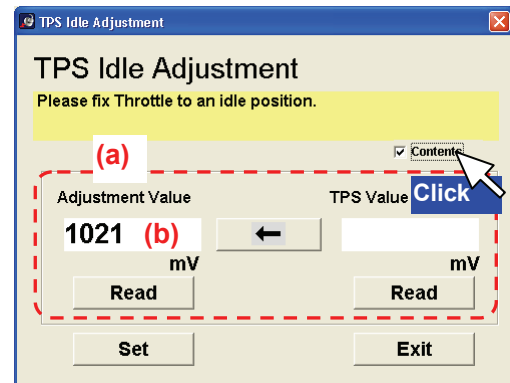 TPS Idle Adjustment
TPS Idle Adjustment
Please fix Throttle to an idle position.
(a)
Contents
Adjustment Value
TPS Value
Click
1021 (b)
mV
mV
Read
Read
Set
Exit